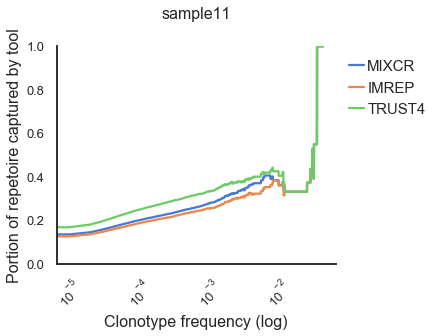 sample11
Portion of repetoire captured by tool
1.0
0.8
0.6
0.4
0.2
0.0
10⁻⁵
10⁻⁴
10⁻³
10⁻²
Clonotype frequency (log)
MIXCR
IMREP
TRUST4